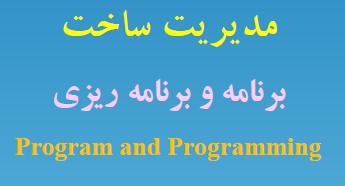 مدیریت ساخت
برنامه و برنامه ریزی
Program and Programming